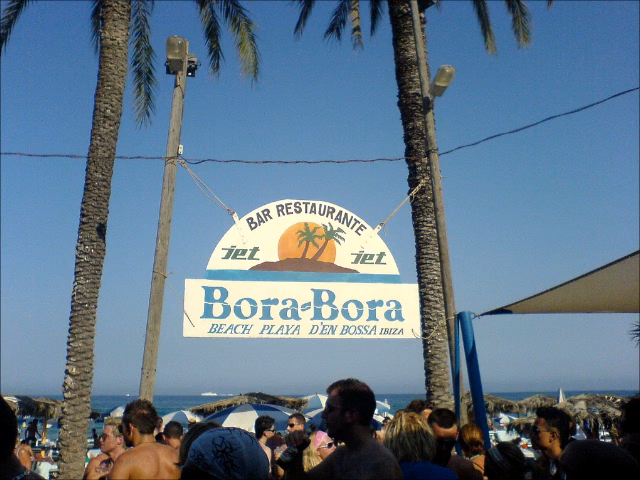 BAR RESTAURANTE
jet jet
Bora-Bora
BEACH PLAYA D'EN BOSSA IBIZA